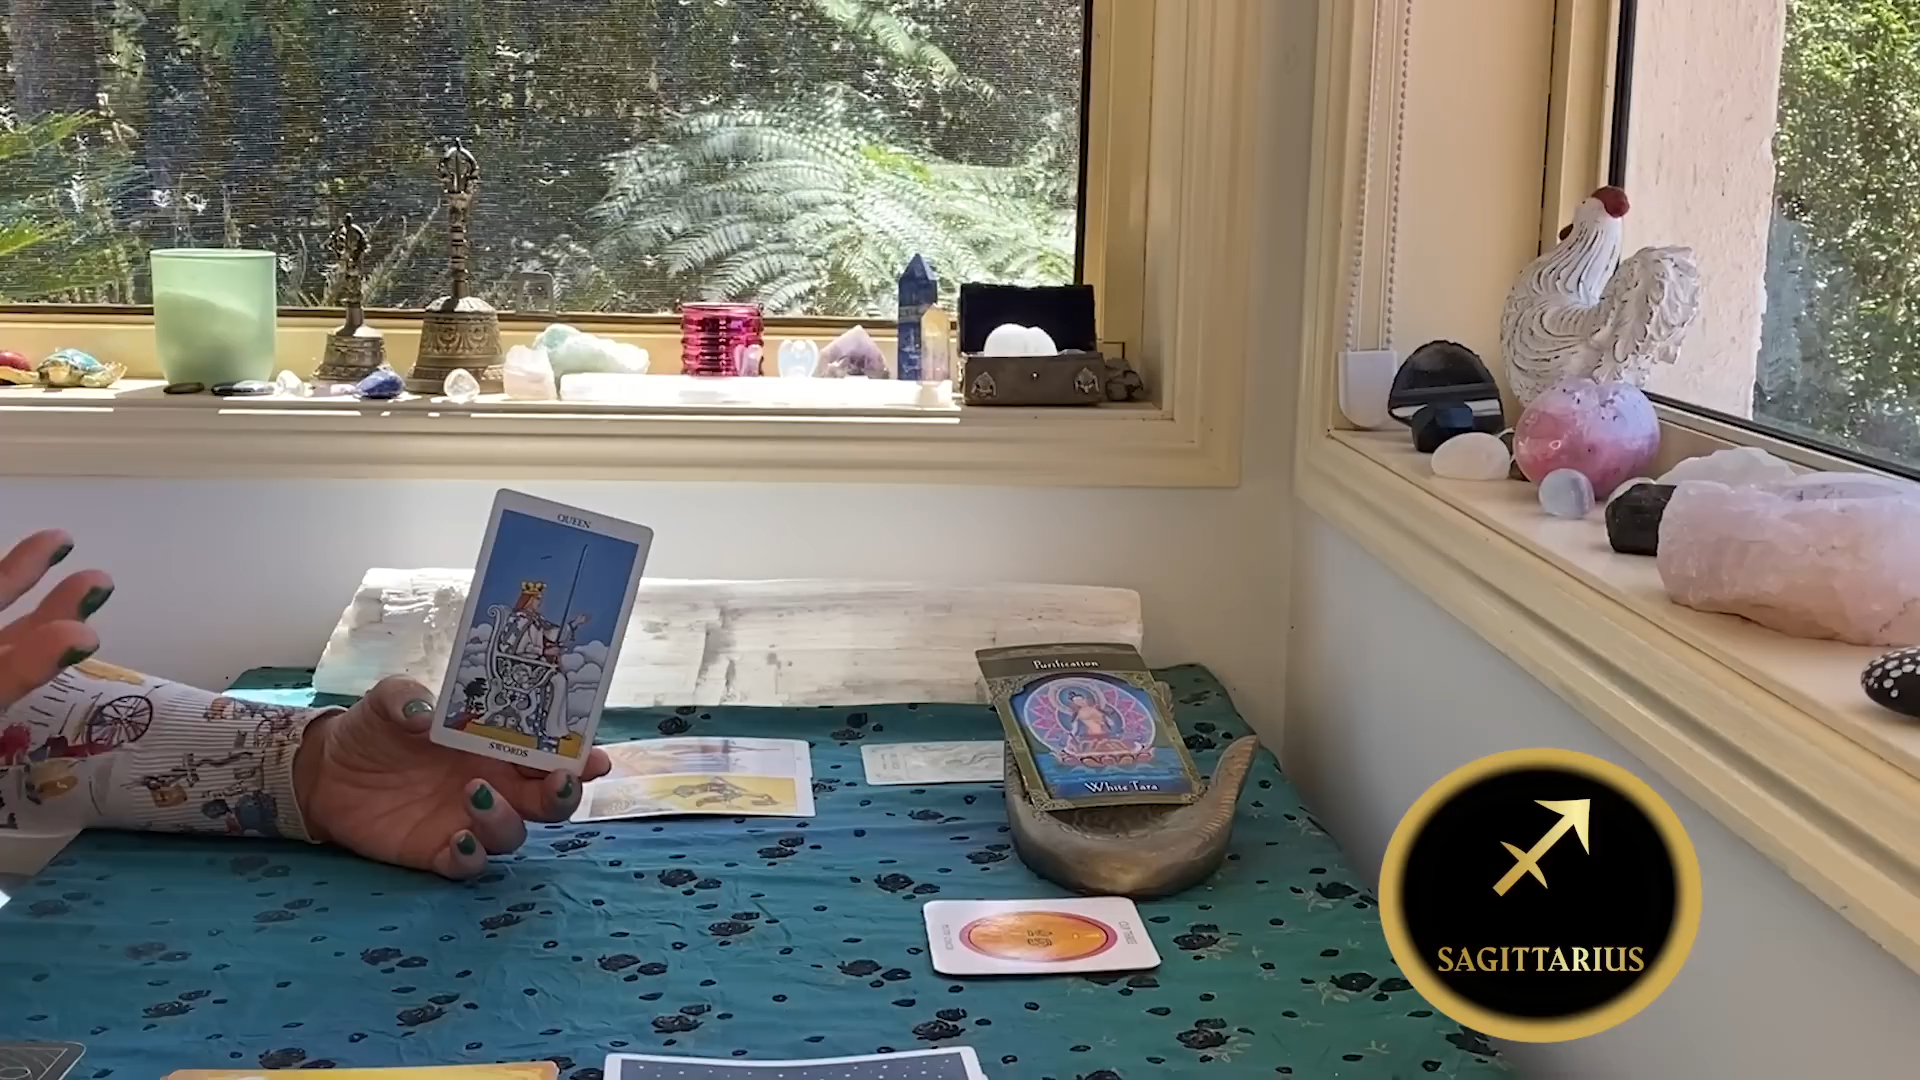 QUEEN
SWORDS
Purification
White Tara
SAGITTARIUS